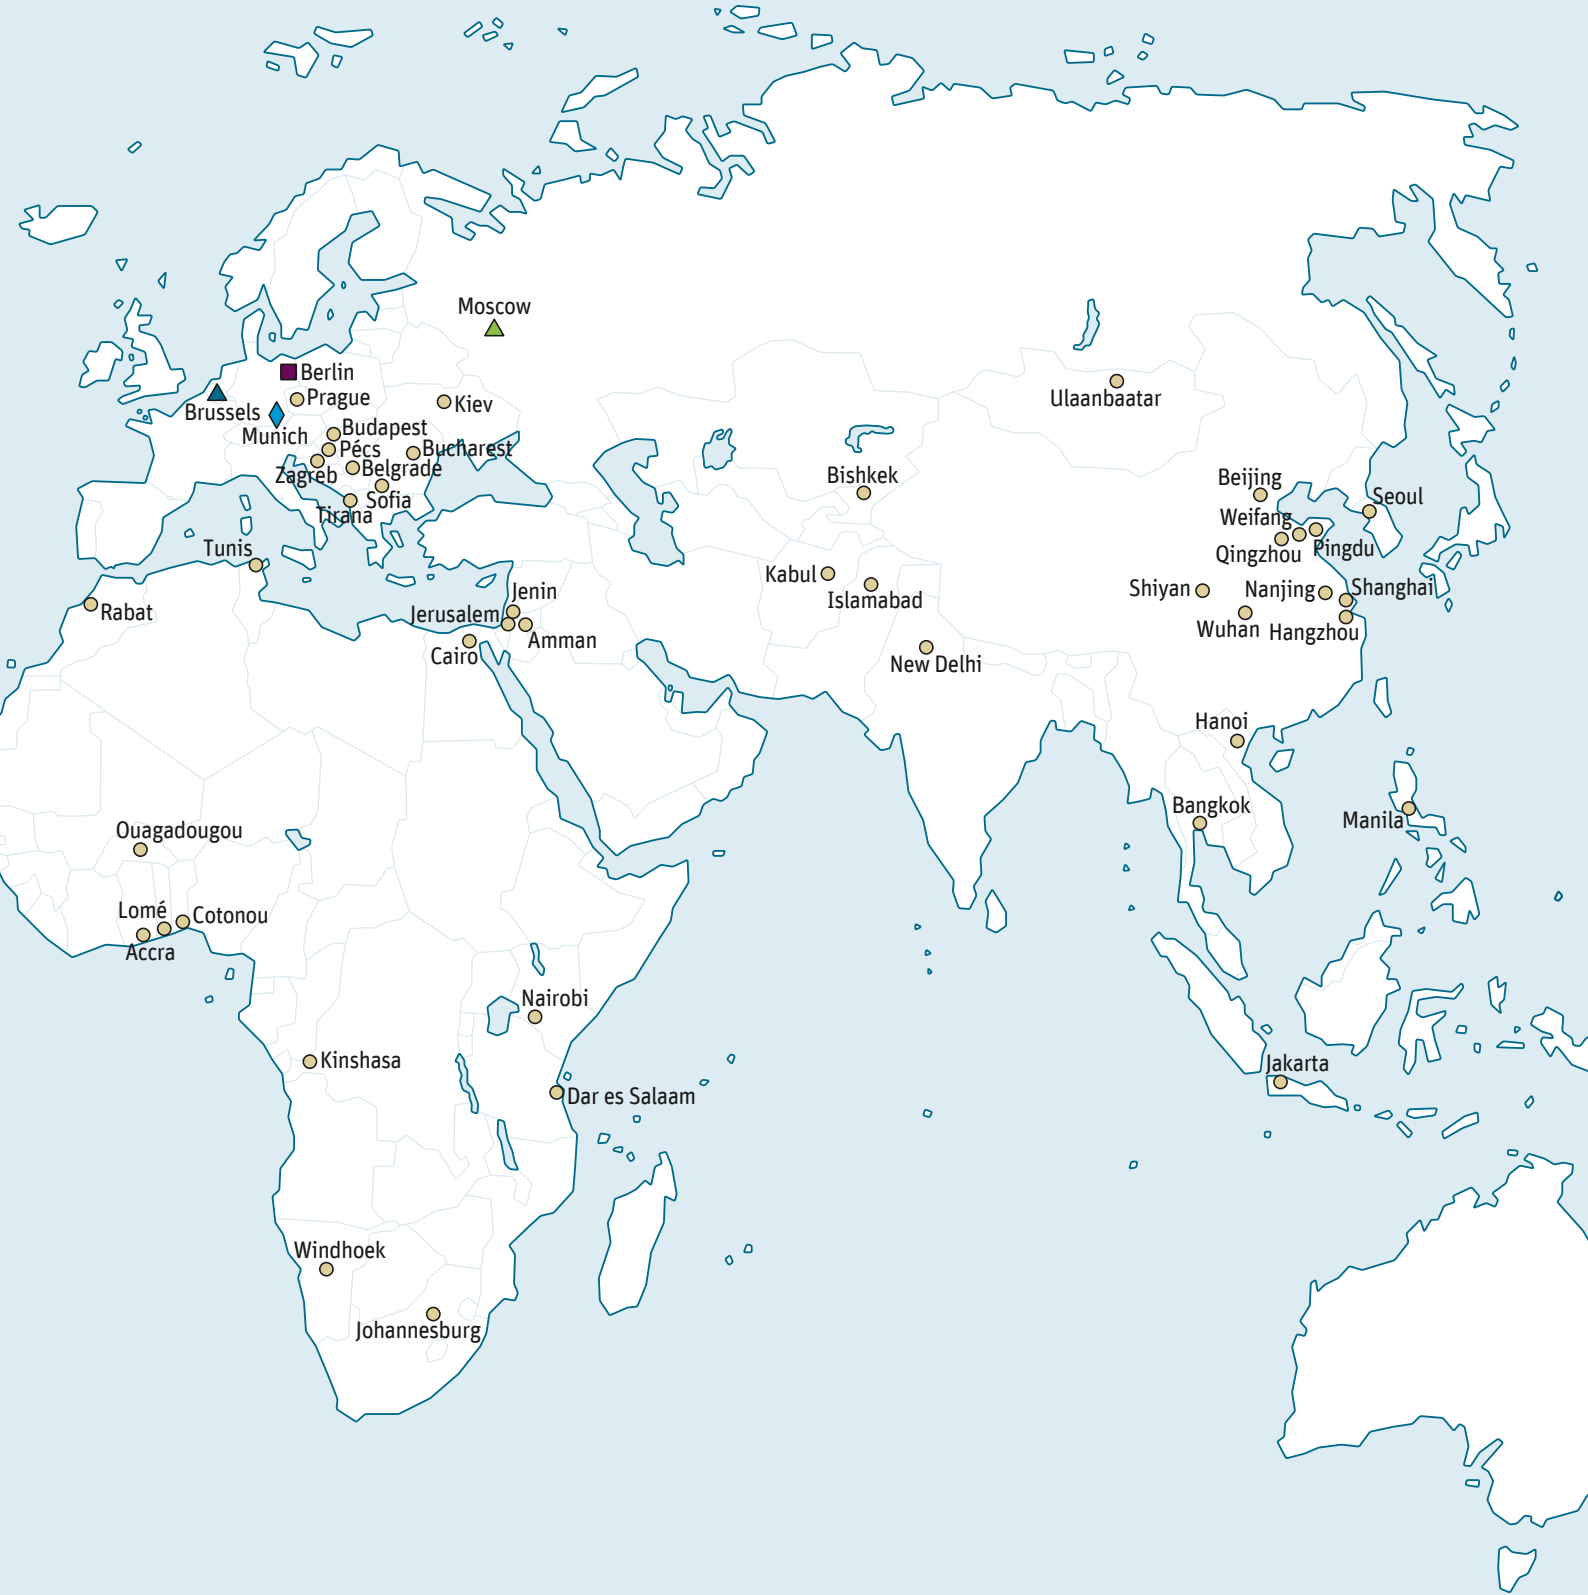 Moscow
Berlin
Prague
Brussels
Kiev
Munich
Budapest
Pécs
Bucharest
Zagreb
Belgrade
Sofia
Tirana
Ulaanbaatar
Bishkek
Beijing
Seoul
Weifang
Qingzhou
Pingdu
Tunis
Kabul
Islamabad
Shiyan
Nanjing
Shanghai
Jenin
Rabat
Jerusalem
Amman
Wuhan
Hangzhou
Cairo
New Delhi
Hanoi
Bangkok
Manila
Ouagadougou
Lomé
Cotonou
Accra
Nairobi
Kinshasa
Jakarta
Dar es Salaam
Windhoek
Johannesburg